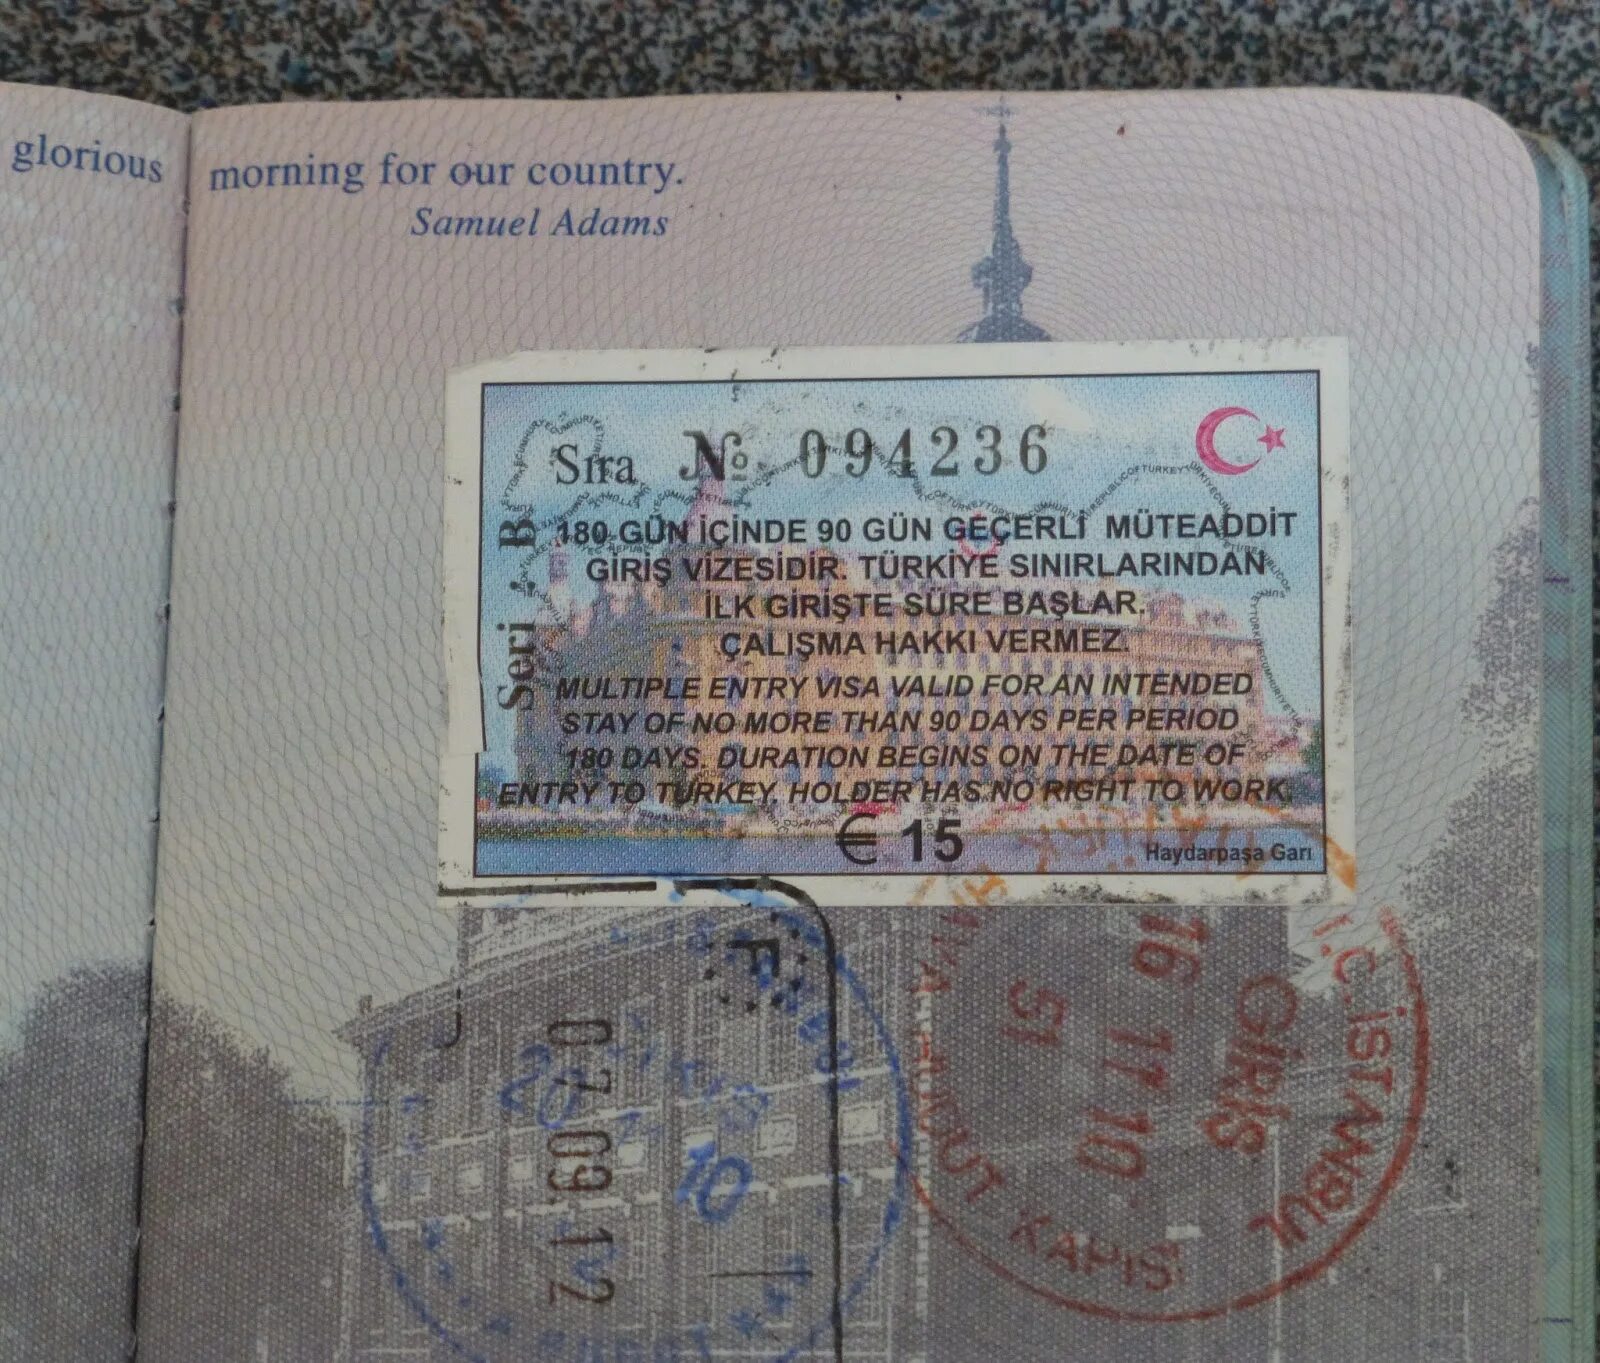 glorious morning for our country.
Samuel Adams
Sıra № 094236
Seri : B
180 GÜN İÇİNDE 90 GÜN GEÇERLİ MÜTEADDİT
GİRİŞ VİZESİDİR. TÜRKİYE SINIRLARINDAN
İLK GİRİŞTE SÜRE BAŞLAR.
ÇALIŞMA HAKKI VERMEZ.
MULTIPLE ENTRY VISA VALID FOR AN INTENDED
STAY OF NO MORE THAN 90 DAYS PER PERIOD
180 DAYS. DURATION BEGINS ON THE DATE OF
ENTRY TO TURKEY. HOLDER HAS NO RIGHT TO WORK.
€ 15
Haydarpaşa Garı
F
07 09 12
10
T.C. İSTANBUL
GİRİŞ
16 11 10
51
HUDUT KAPISI